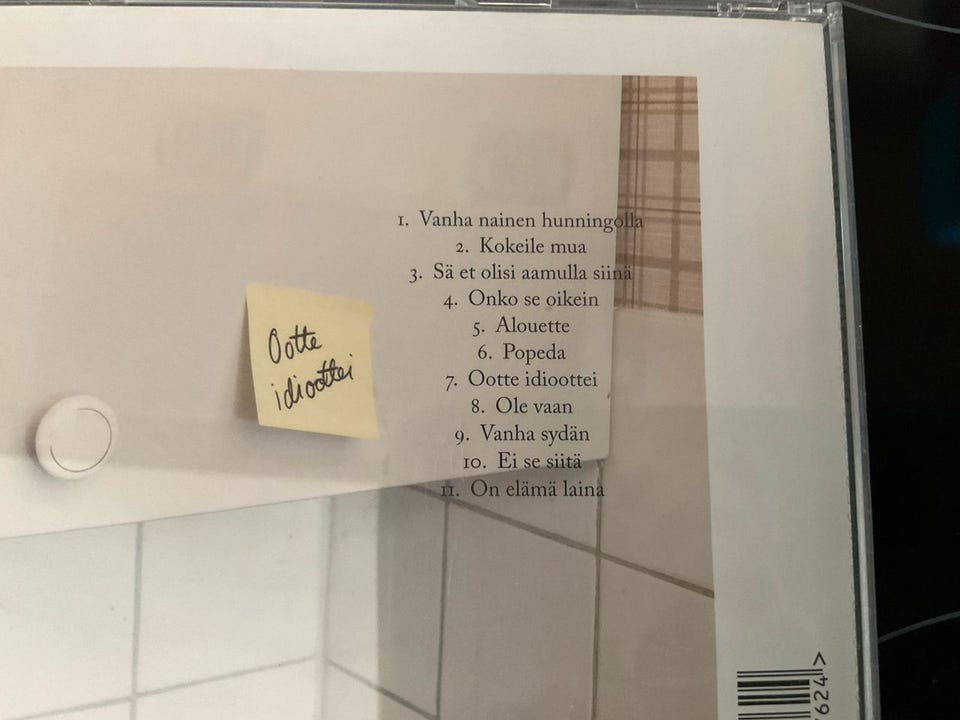 1. Vanha nainen hunningolla
2. Kokeile mua
3. Sä et olisi aamulla siinä
4. Onko se oikein
5. Alouette
6. Popeda
7. Ootte idioottei
8. Ole vaan
9. Vanha sydän
10. Ei se siitä
11. On elämä laina
Ootte
idioottei
624 >